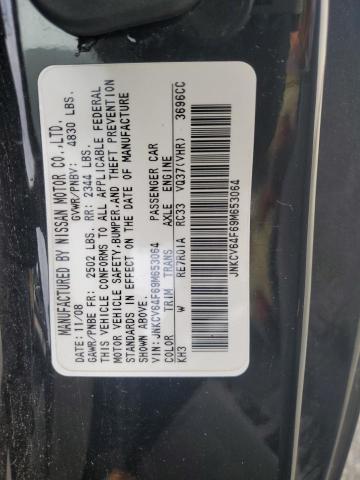 MANUFACTURED BY NISSAN MOTOR CO.,LTD.
DATE: 11/08 GVWR/PNBV: 4830 LBS.
GAWR/PNBE FR: 2502 LBS. RR: 2344 LBS.
THIS VEHICLE CONFORMS TO ALL APPLICABLE FEDERAL
MOTOR VEHICLE SAFETY,BUMPER,AND THEFT PREVENTION
STANDARDS IN EFFECT ON THE DATE OF MANUFACTURE
SHOWN ABOVE.
VIN: JNKCV64F69M653064 PASSENGER CAR
COLOR TRIM TRANS AXLE ENGINE
KH3 W RE7R01A RC33 VQ37(VHR) 3696CC
JNKCV64F69M653064